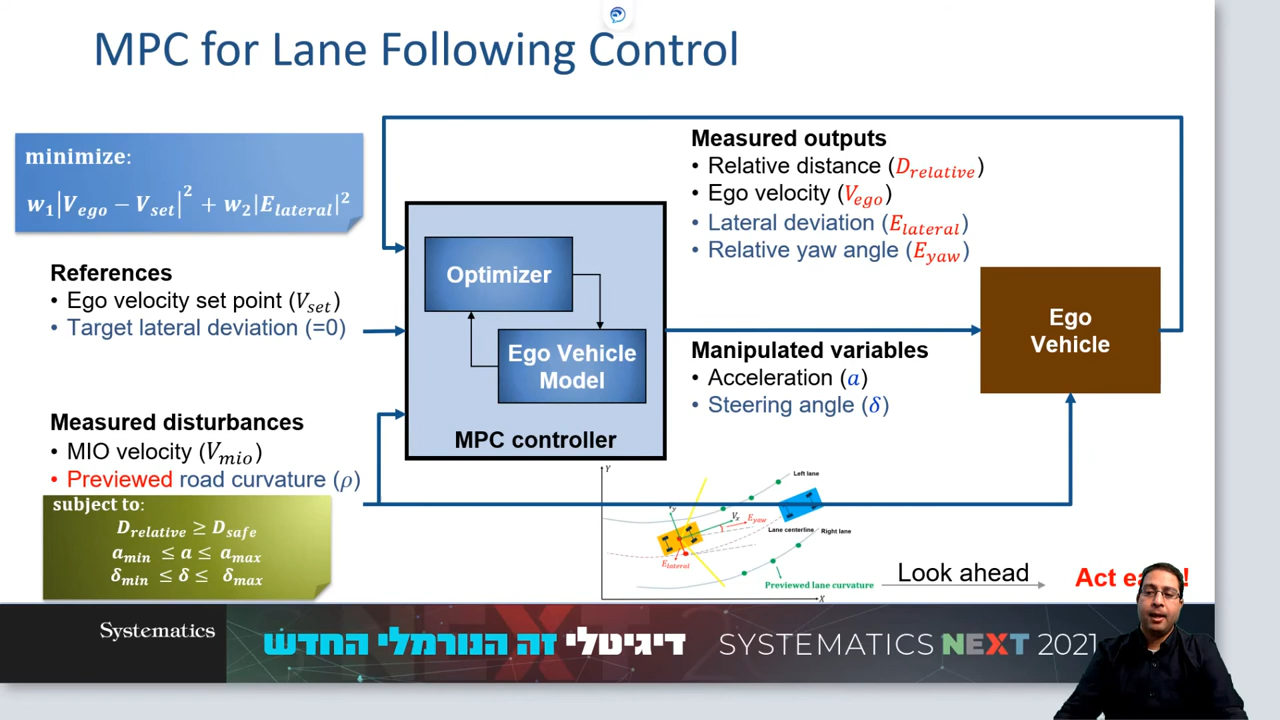 MPC for Lane Following Control
minimize:
w₁|V_ego − V_set|² + w₂|E_lateral|²
References
• Ego velocity set point (V_set)
• Target lateral deviation (=0)
Measured disturbances
• MIO velocity (V_mio)
• Previewed road curvature (ρ)
subject to:
D_relative ≥ D_safe
a_min ≤ a ≤ a_max
δ_min ≤ δ ≤ δ_max
Optimizer
Ego Vehicle
Model
MPC controller
Measured outputs
• Relative distance (D_relative)
• Ego velocity (V_ego)
• Lateral deviation (E_lateral)
• Relative yaw angle (E_yaw)
Manipulated variables
• Acceleration (a)
• Steering angle (δ)
Ego
Vehicle
Y
Left lane
V_x
E_yaw
Lane centerline
Right lane
E_lateral
Previewed lane curvature
X
Look ahead
Act
Systematics
דיגיטלי זה הנורמלי החדש
SYSTEMATICS NEXT 2021